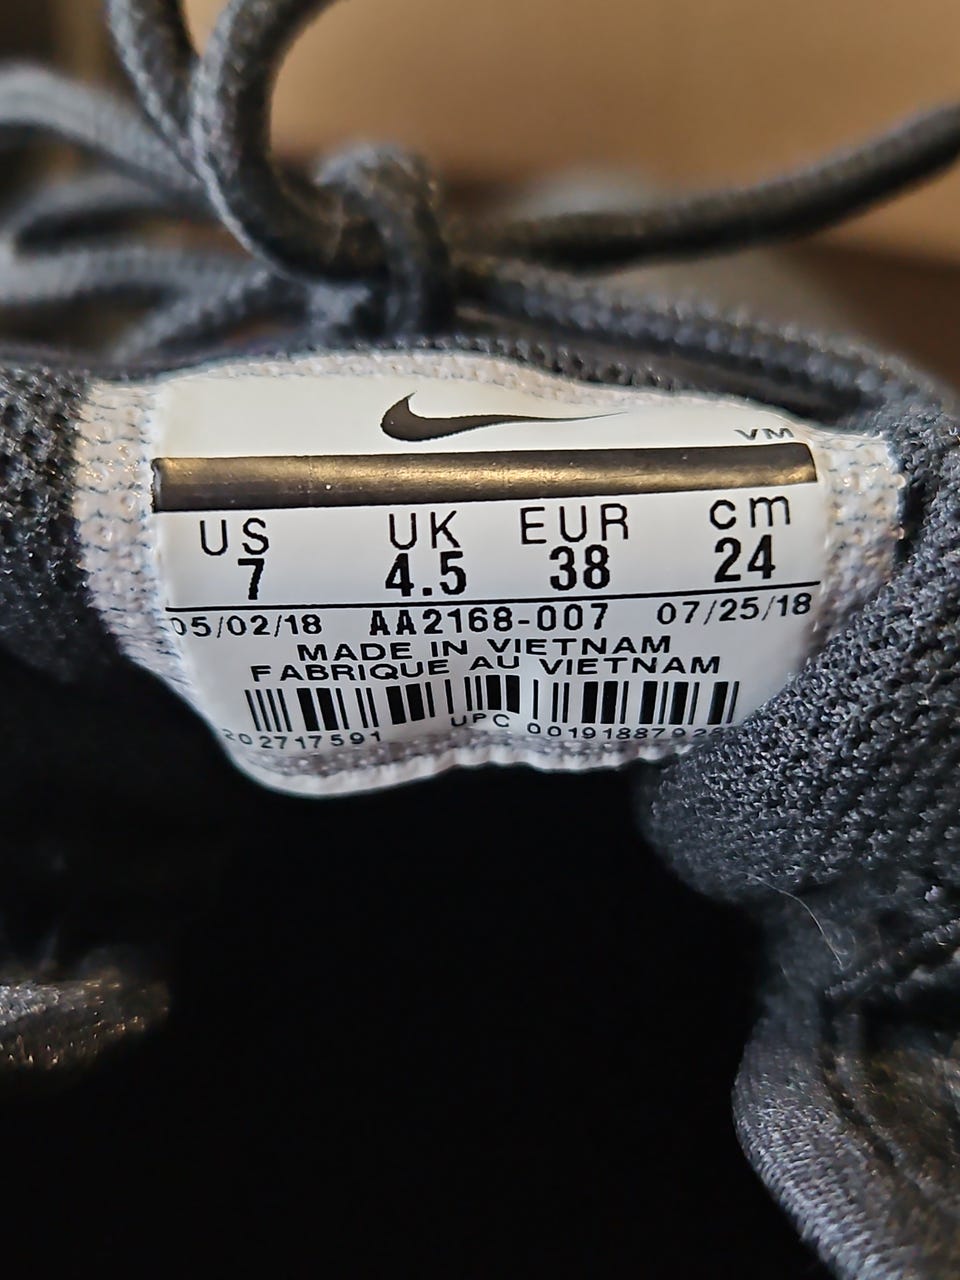 VM
US UK EUR cm
7 4.5 38 24
05/02/18 AA2168-007 07/25/18
MADE IN VIETNAM
FABRIQUE AU VIETNAM
UPC